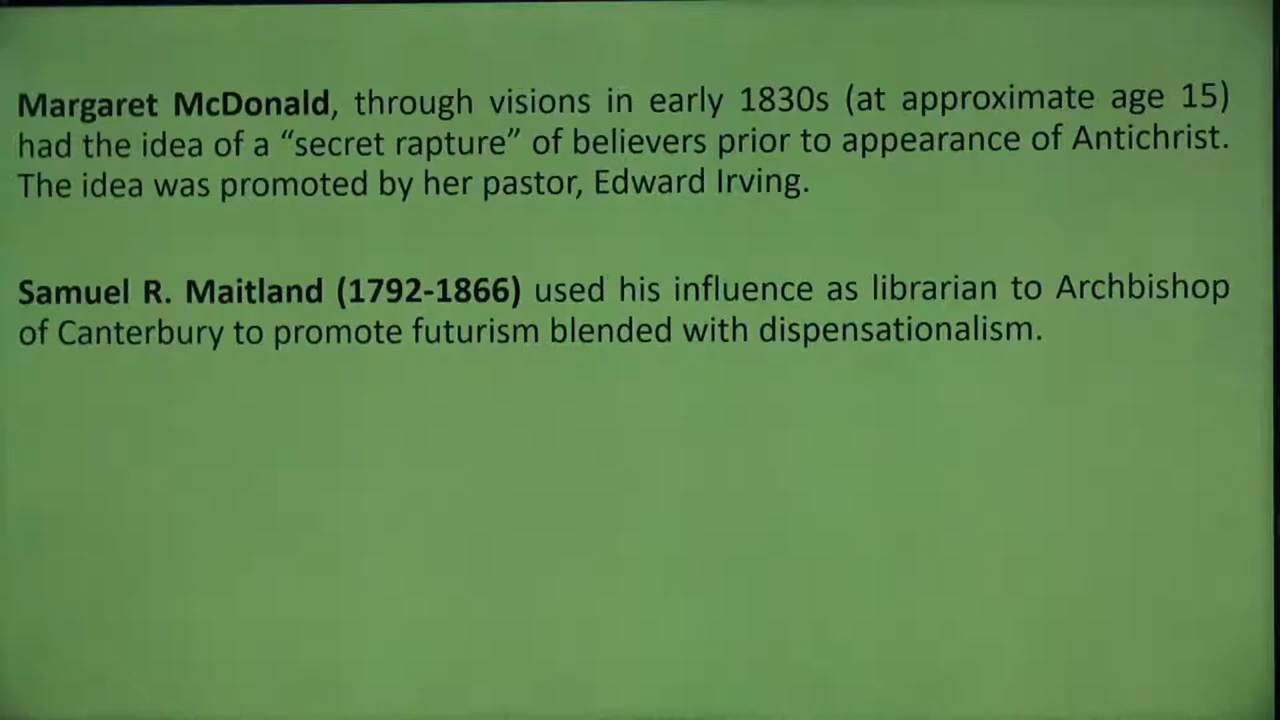 Margaret McDonald, through visions in early 1830s (at approximate age 15)
had the idea of a “secret rapture” of believers prior to appearance of Antichrist.
The idea was promoted by her pastor, Edward Irving.
Samuel R. Maitland (1792-1866) used his influence as librarian to Archbishop
of Canterbury to promote futurism blended with dispensationalism.